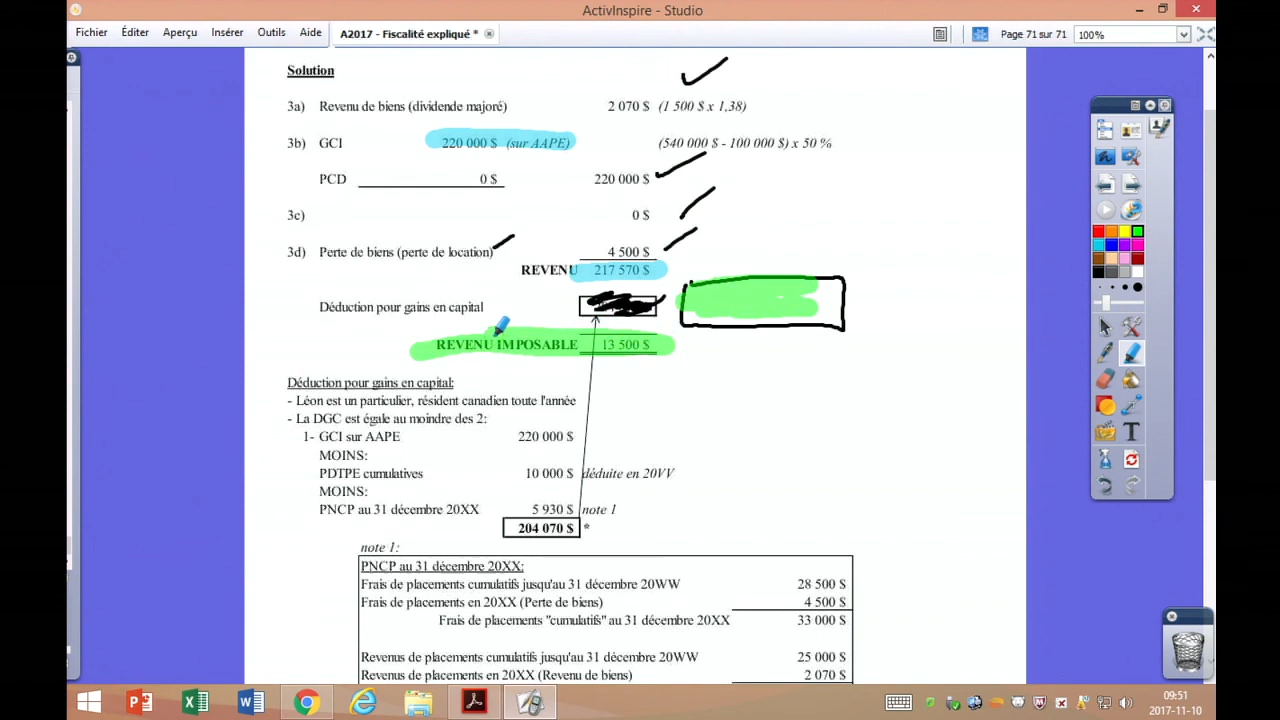 ActivInspire - Studio
Fichier Éditer Aperçu Insérer Outils Aide A2017 - Fiscalité expliqué * Page 71 sur 71 100%
Solution
3a) Revenu de biens (dividende majoré) 2 070 $ (1 500 $ x 1,38)
3b) GCI 220 000 $ (sur AAPE) (540 000 $ - 100 000 $) x 50 %
PCD 0 $ 220 000 $
3c) 0 $
3d) Perte de biens (perte de location) 4 500 $
REVENU 217 570 $
Déduction pour gains en capital
REVENU IMPOSABLE 13 500 $
Déduction pour gains en capital:
- Léon est un particulier, résident canadien toute l'année
- La DGC est égale au moindre des 2:
1- GCI sur AAPE 220 000 $
MOINS:
PDTPE cumulatives 10 000 $ déduite en 20VV
MOINS:
PNCP au 31 décembre 20XX 5 930 $ note 1
204 070 $ *
note 1:
PNCP au 31 décembre 20XX:
Frais de placements cumulatifs jusqu'au 31 décembre 20WW 28 500 $
Frais de placements en 20XX (Perte de biens) 4 500 $
Frais de placements "cumulatifs" au 31 décembre 20XX 33 000 $
Revenus de placements cumulatifs jusqu'au 31 décembre 20WW 25 000 $
Revenus de placements en 20XX (Revenu de biens) 2 070 $
09:51
2017-11-10